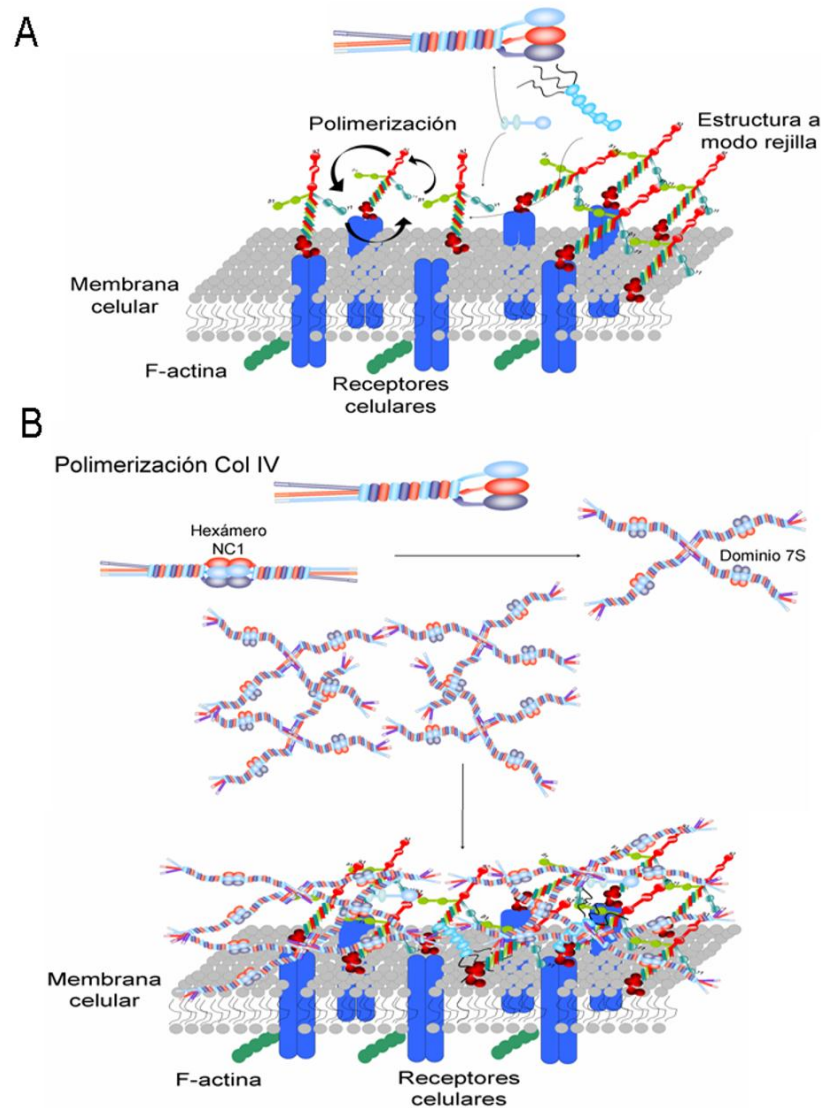 A
Polimerización
Estructura a
modo rejilla
Membrana
celular
F-actina
Receptores
celulares
B
Polimerización Col IV
Hexámero
NC1
Dominio 7S
Membrana
celular
F-actina
Receptores
celulares